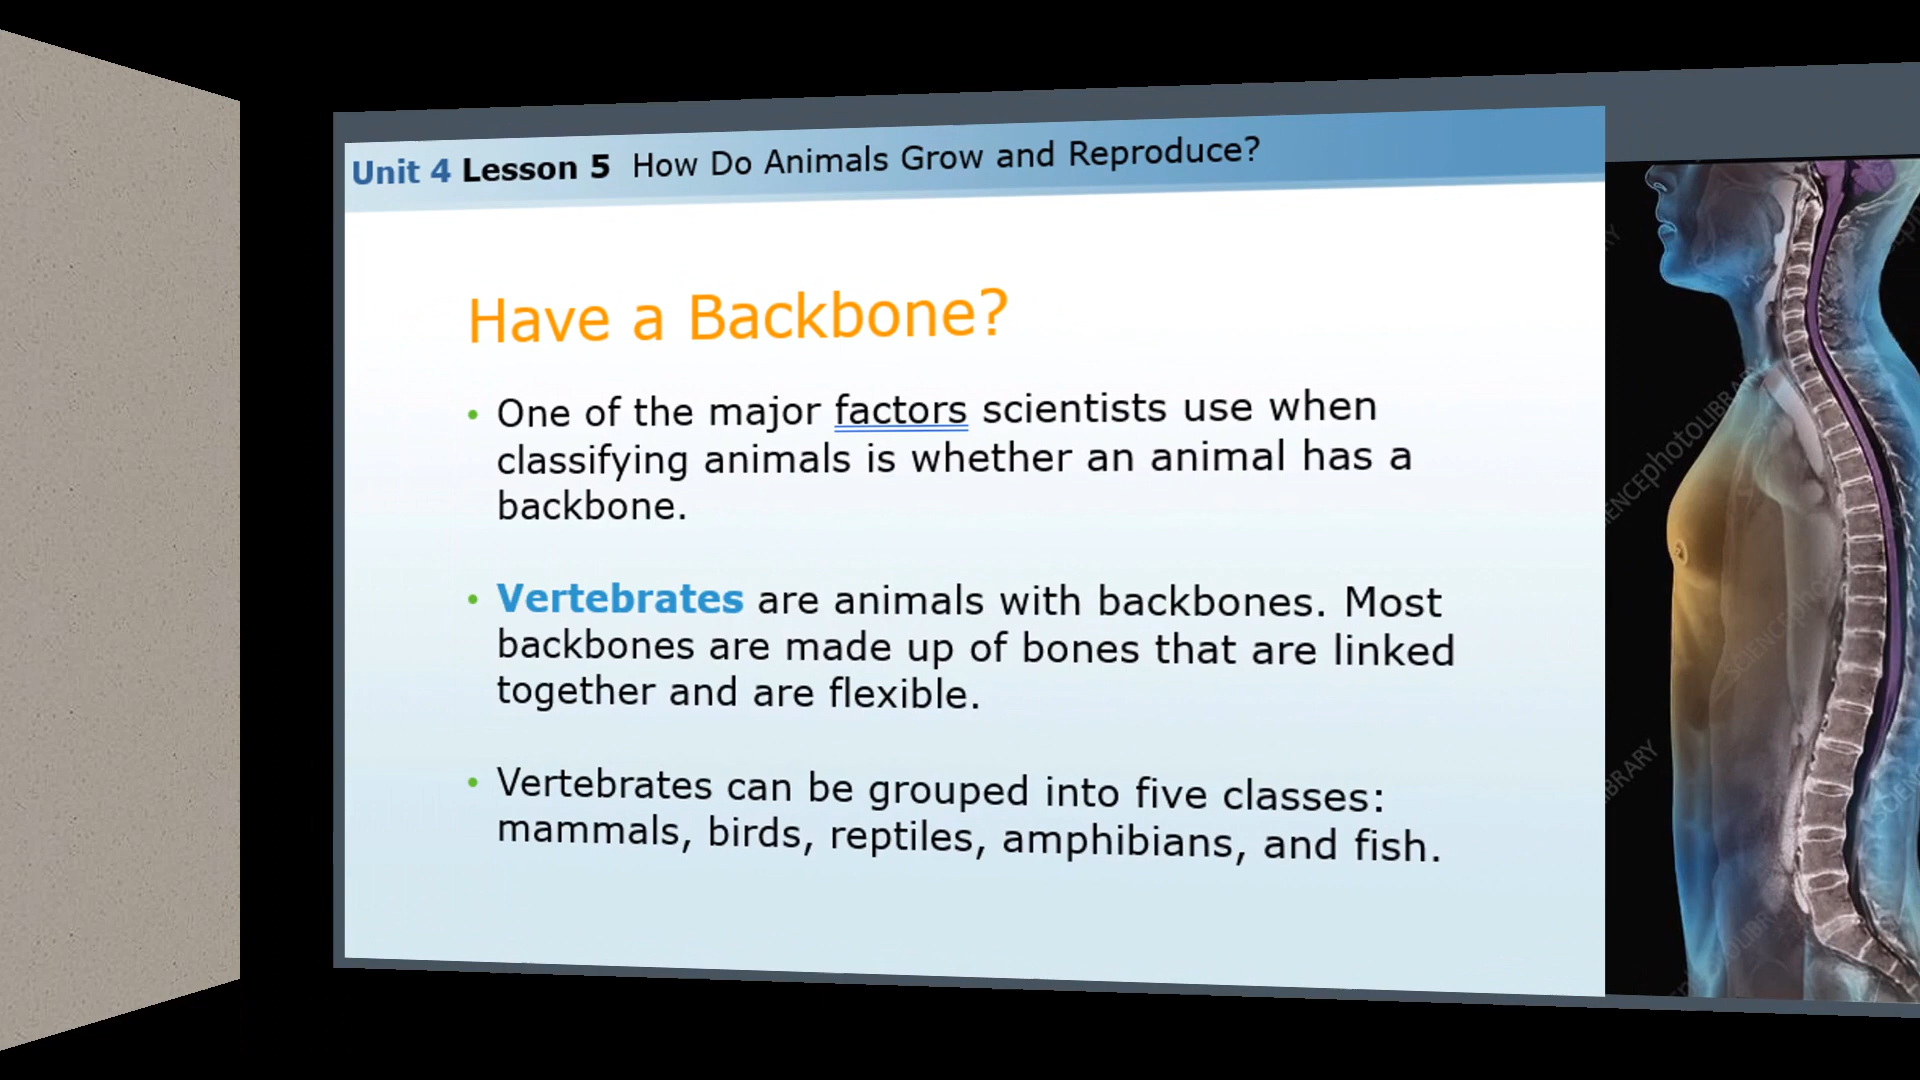 Unit 4 Lesson 5 How Do Animals Grow and Reproduce?
Have a Backbone?
• One of the major factors scientists use when
classifying animals is whether an animal has a
backbone.
• Vertebrates are animals with backbones. Most
backbones are made up of bones that are linked
together and are flexible.
• Vertebrates can be grouped into five classes:
mammals, birds, reptiles, amphibians, and fish.